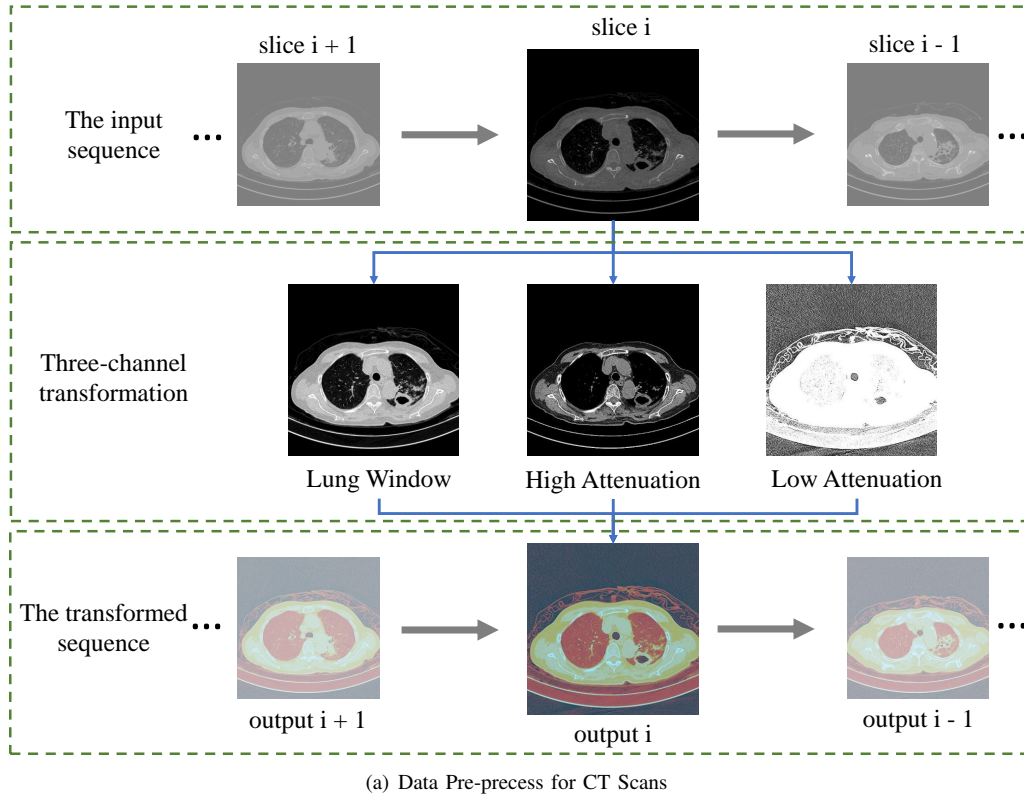 slice i + 1
slice i
slice i - 1
The input
sequence
...
...
Three-channel
transformation
Lung Window
High Attenuation
Low Attenuation
The transformed
sequence
...
...
output i + 1
output i
output i - 1
(a) Data Pre-precess for CT Scans